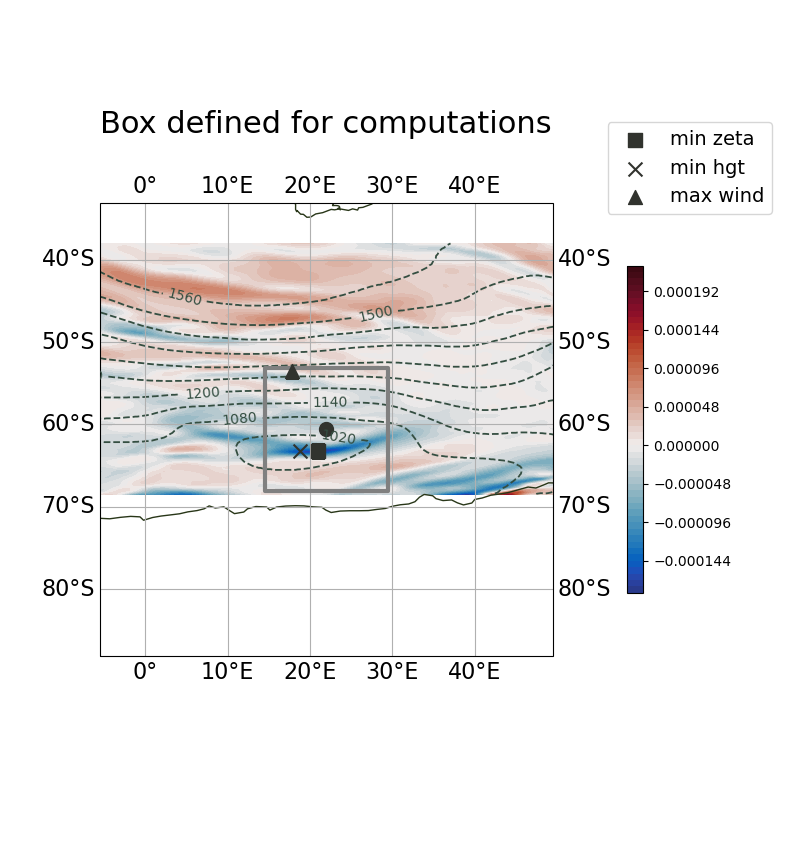 Box defined for computations
min zeta
min hgt
max wind
0° 10°E 20°E 30°E 40°E
40°S 40°S
50°S 50°S
60°S 60°S
70°S 70°S
80°S 80°S
1560
1500
1200
1140
1080
1020
0° 10°E 20°E 30°E 40°E
0.000192
0.000144
0.000096
0.000048
0.000000
−0.000048
−0.000096
−0.000144